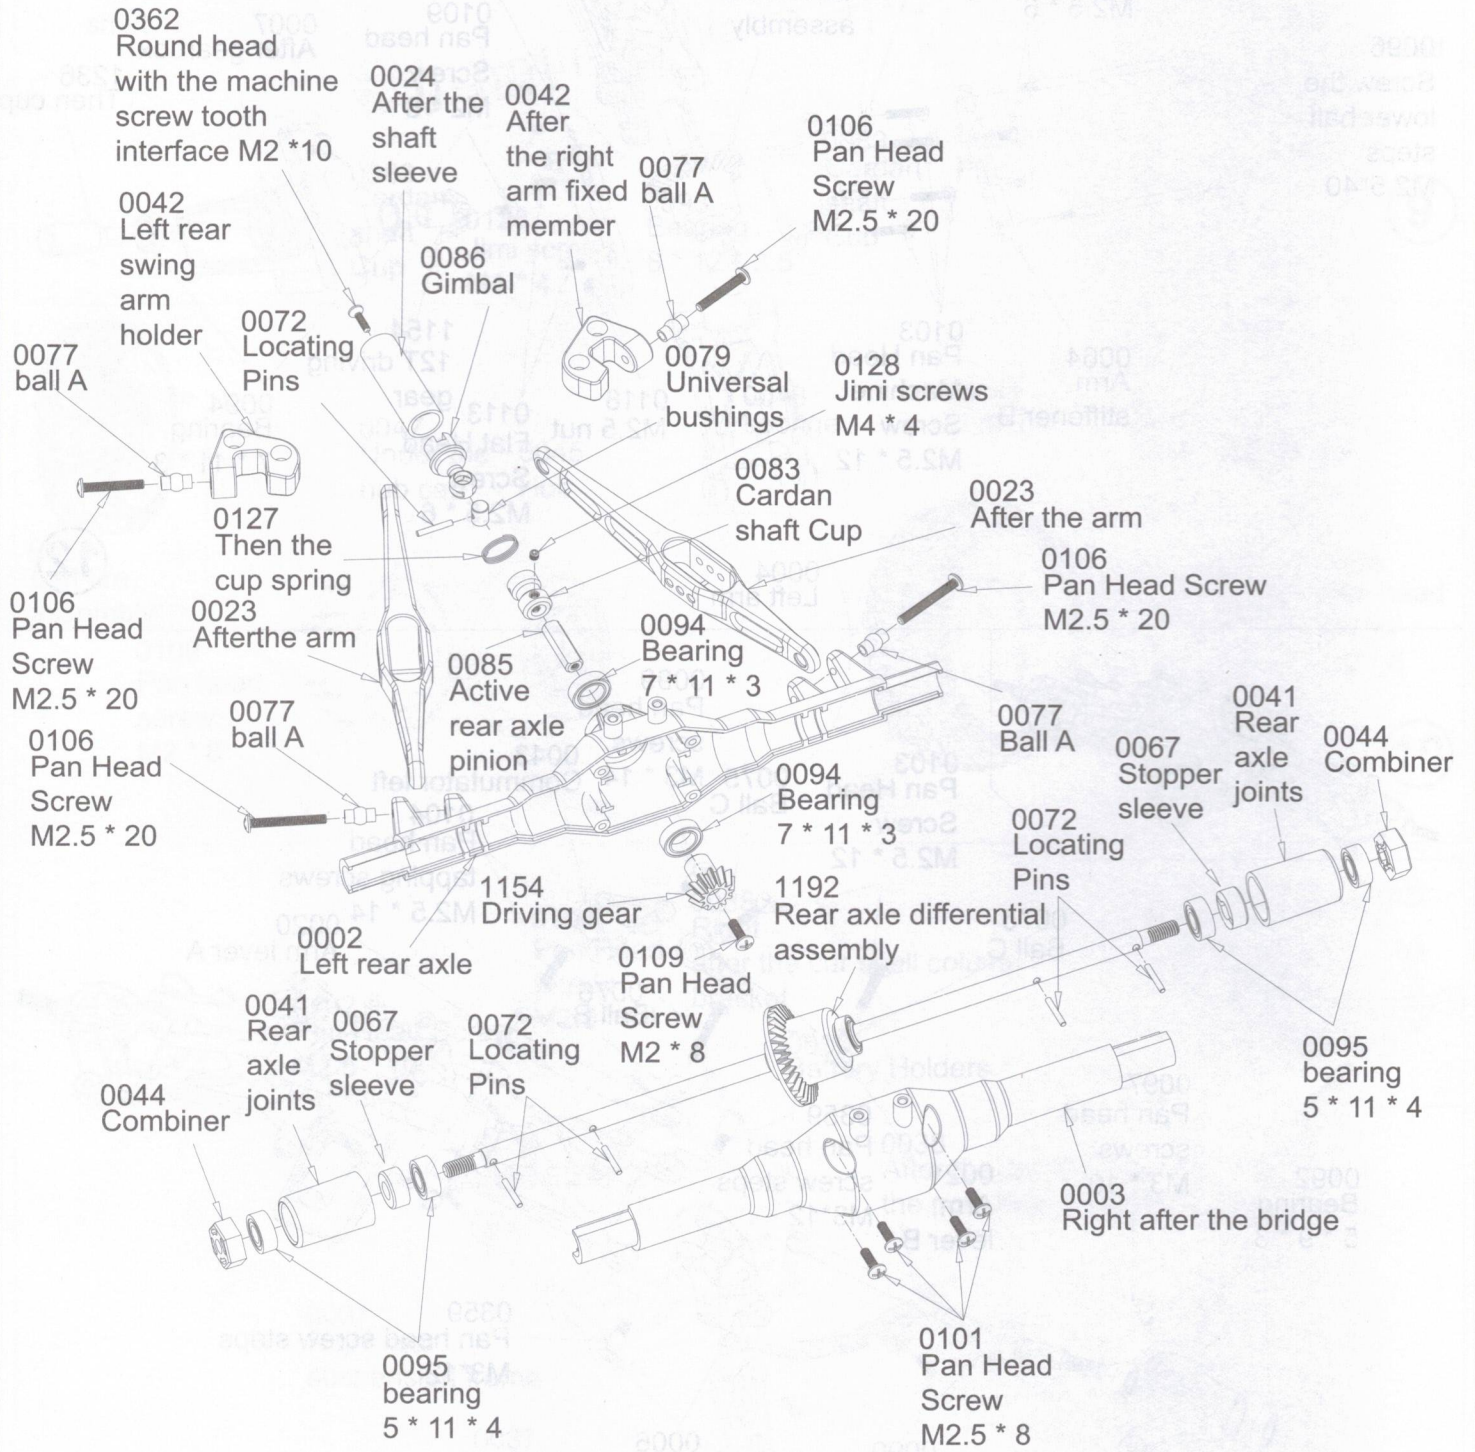 0362
Round head
with the machine
screw tooth
interface M2 *10
0024
After the
shaft
sleeve
0042
After
the right
arm fixed
member
0077
ball A
0106
Pan Head
Screw
M2.5 * 20
0042
Left rear
swing
arm
holder
0086
Gimbal
0072
Locating
Pins
0077
ball A
0079
Universal
bushings
0128
Jimi screws
M4 * 4
0083
Cardan
shaft Cup
0023
After the arm
0127
Then the
cup spring
0106
Pan Head Screw
M2.5 * 20
0106
Pan Head
Screw
M2.5 * 20
0023
Afterthe arm
0094
Bearing
7 * 11 * 3
0085
Active
rear axle
pinion
0077
ball A
0106
Pan Head
Screw
M2.5 * 20
0077
Ball A
0041
Rear
axle
joints
0067
Stopper
sleeve
0044
Combiner
0094
Bearing
7 * 11 * 3
0072
Locating
Pins
1154
Driving gear
1192
Rear axle differential
assembly
0002
Left rear axle
0109
Pan Head
Screw
M2 * 8
0041
Rear
axle
joints
0067
Stopper
sleeve
0072
Locating
Pins
0044
Combiner
0095
bearing
5 * 11 * 4
0003
Right after the bridge
0101
Pan Head
Screw
M2.5 * 8
0095
bearing
5 * 11 * 4